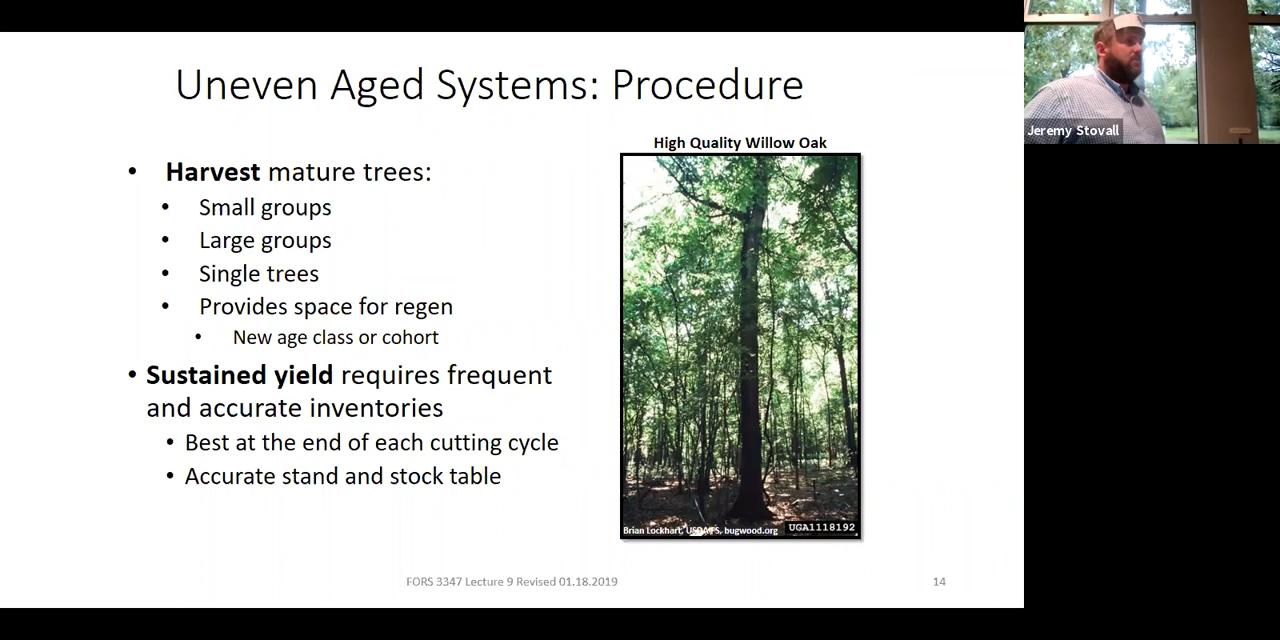 Uneven Aged Systems: Procedure
Jeremy Stovall
High Quality Willow Oak
• Harvest mature trees:
• Small groups
• Large groups
• Single trees
• Provides space for regen
• New age class or cohort
• Sustained yield requires frequent
and accurate inventories
• Best at the end of each cutting cycle
• Accurate stand and stock table
Brian Lockhart, USDA FS, bugwood.org
UGA1118192
FORS 3347 Lecture 9 Revised 01.18.2019
14